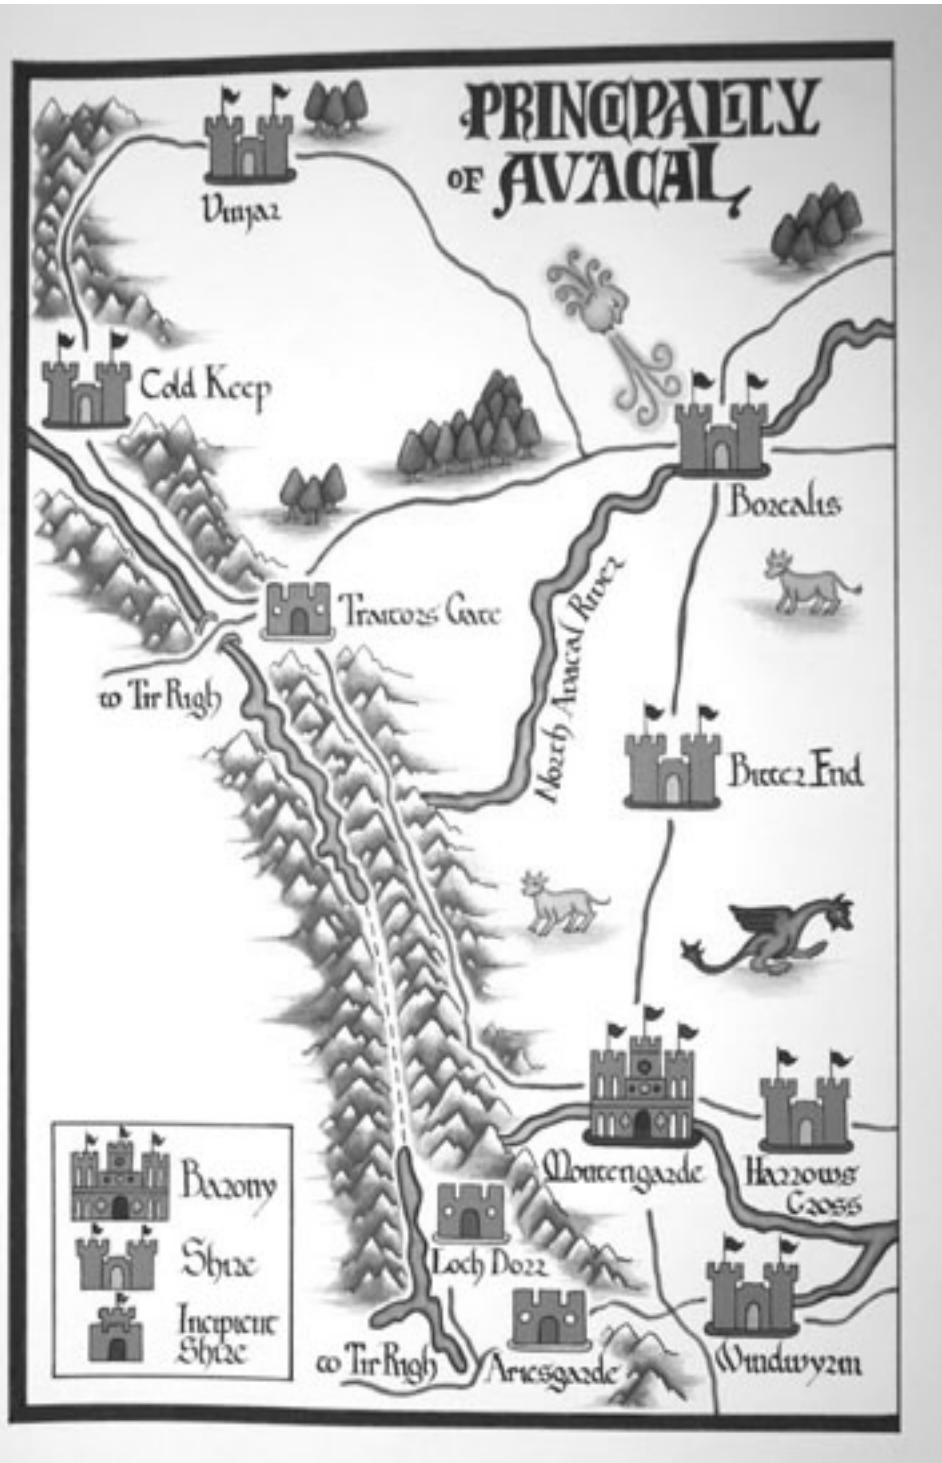 PRINCIPALITY
OF AVACAL
Vinjar
Cold Keep
Borealis
Traitors Gate
to Tir Righ
North Avacal River
Bitter End
Montengarde
Harrows
Cross
Barony
Shire
Incipient
Shire
Loch Dorr
to Tir Righ
Ariesgarde
Windwyrm